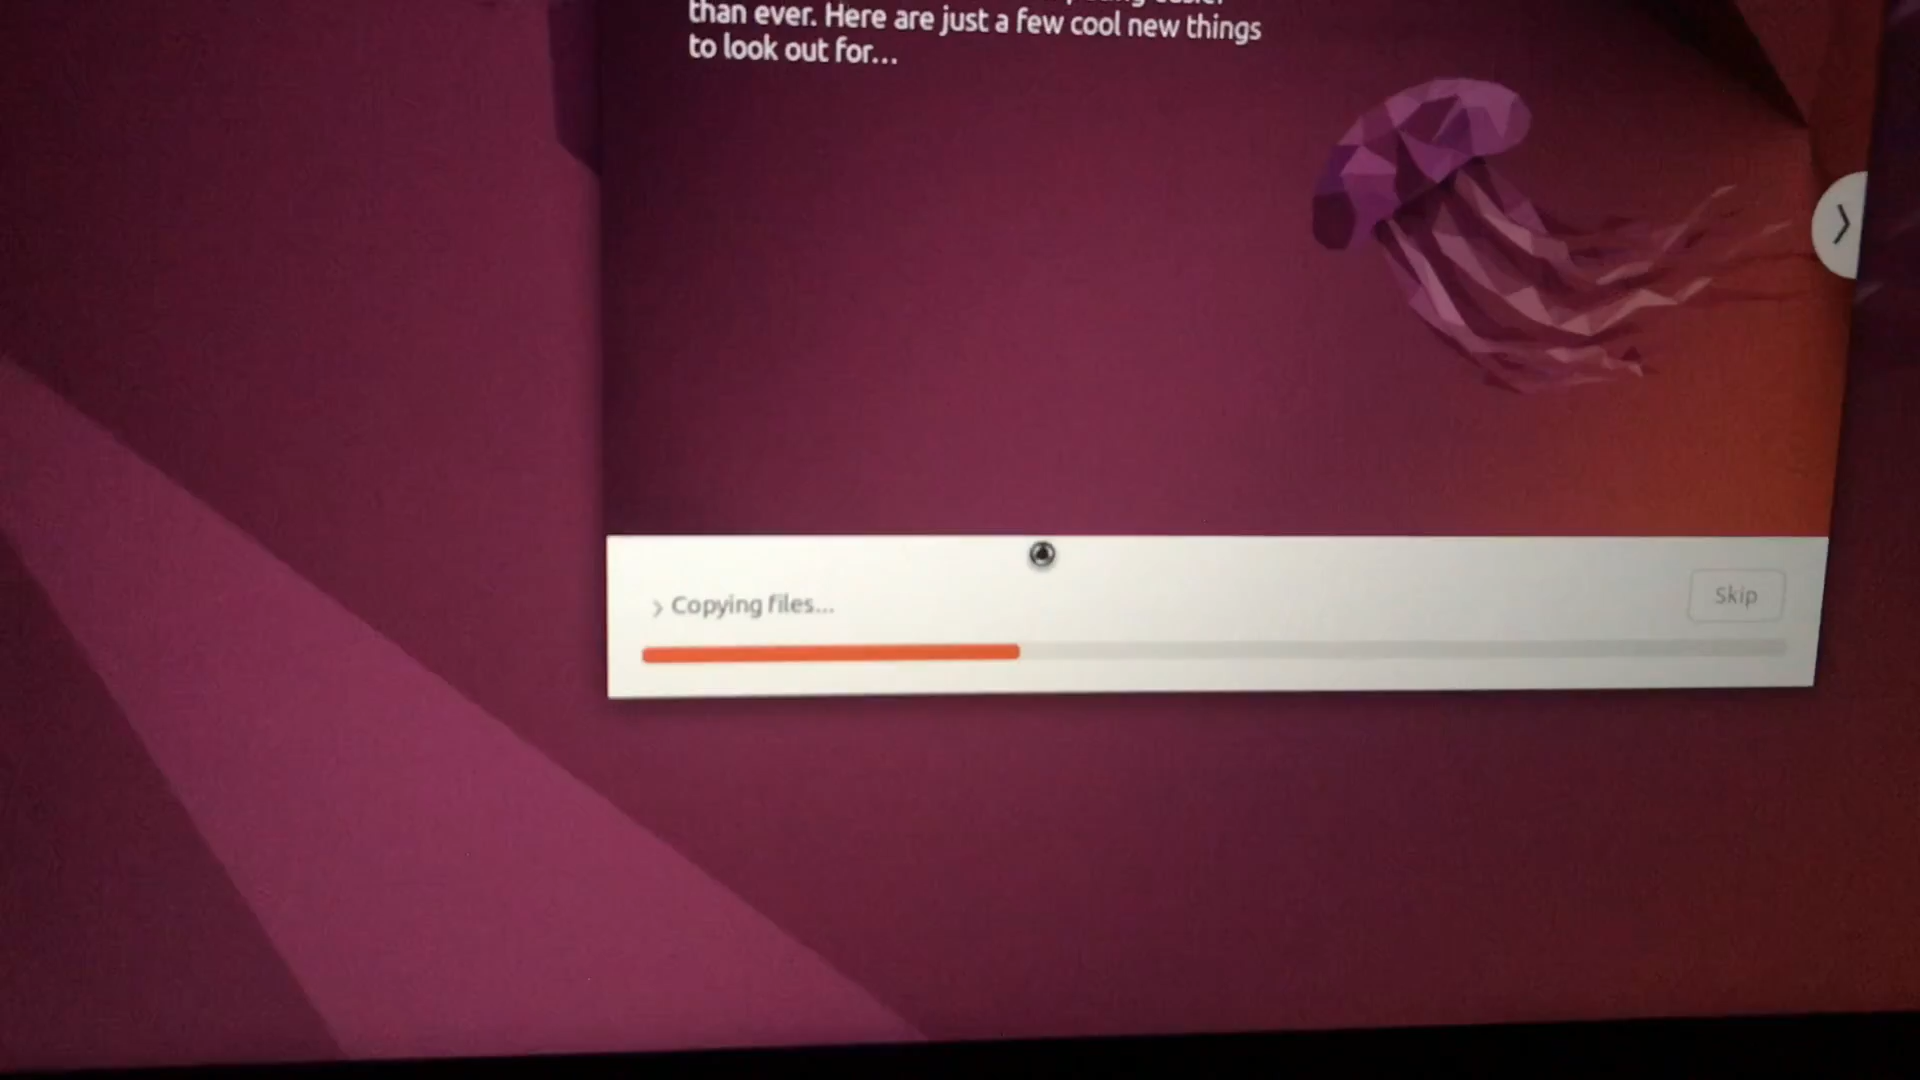 than ever. Here are just a few cool new things
to look out for...
Copying files...
Skip